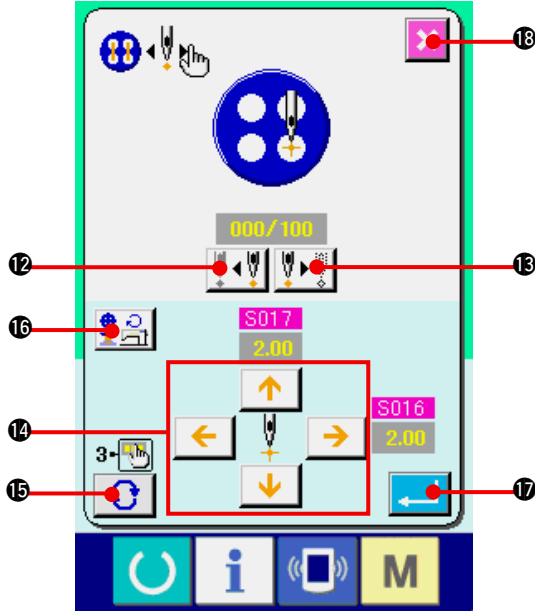 ⓲
000/100
⓬
⓭
⓰
S017
2.00
S016
2.00
⓮
3-
⓯
⓱
i
M